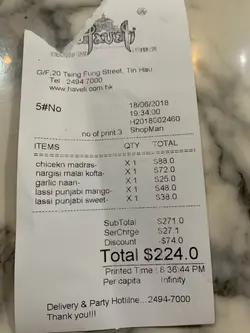 Haveli
G/F,20 Tsing Fung Street, Tin Hau
Tel 2494 7000
www.haveli.com.hk
5#No 18/06/2018
19:34:00
H2018602460
no of print 3 ShopMan
ITEMS QTY TOTAL
chicekn madras- X 1 $88.0
nargisi malai kofta- X 1 $72.0
garlic naan- X 1 $25.0
lassi punjabi mango- X 1 $48.0
lassi punjabi sweet- X 1 $38.0
SubTotal $271.0
SerChrge $27.1
Discount -$74.0
Total $224.0
Printed Time : 8:36:44 PM
Per capita Infinity
Delivery & Party Hotilne...2494-7000
Thank you!!!